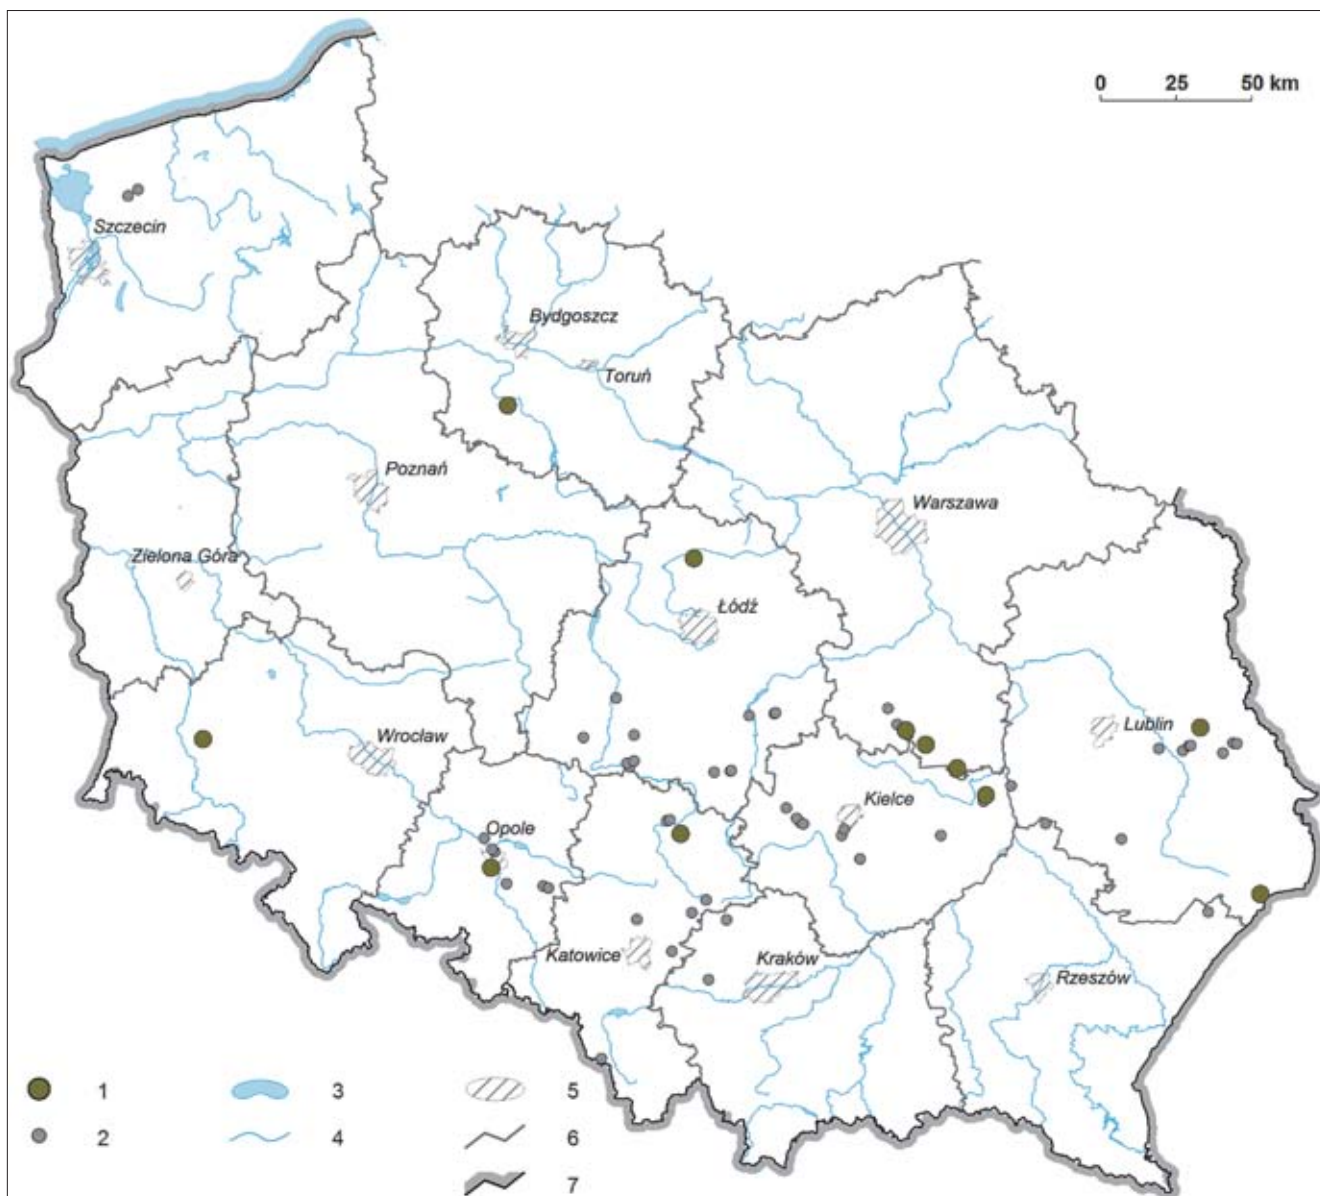 0 25 50 km
Szczecin
Bydgoszcz
Toruń
Poznań
Warszawa
Zielona Góra
Łódź
Lublin
Wrocław
Kielce
Opole
Katowice
Kraków
Rzeszów
1 3 5
2 4 6
7